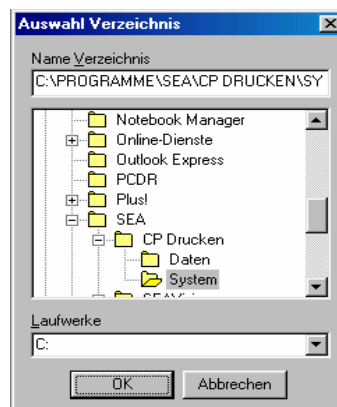 Auswahl Verzeichnis
Name Verzeichnis
C:\PROGRAMME\SEA\CP DRUCKEN\SY
Notebook Manager
Online-Dienste
Outlook Express
PCDR
Plus!
SEA
CP Drucken
Daten
System
Laufwerke
C:
OK
Abbrechen